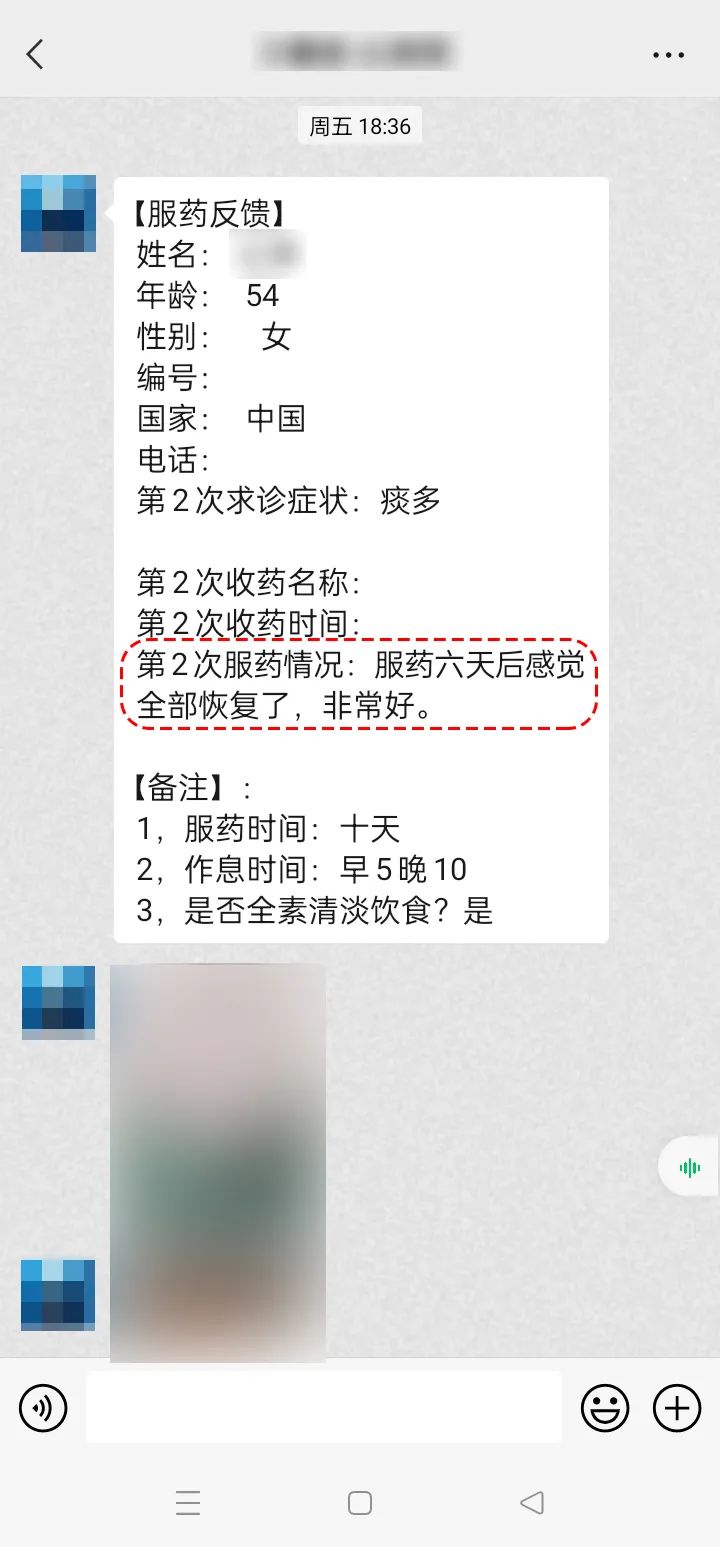 周五 18:36
【服药反馈】
姓名：
年龄： 54
性别： 女
编号：
国家： 中国
电话：
第2次求诊症状：痰多
第2次收药名称：
第2次收药时间：
第2次服药情况：服药六天后感觉
全部恢复了，非常好。
【备注】：
1，服药时间：十天
2，作息时间：早5晚10
3，是否全素清淡饮食？是